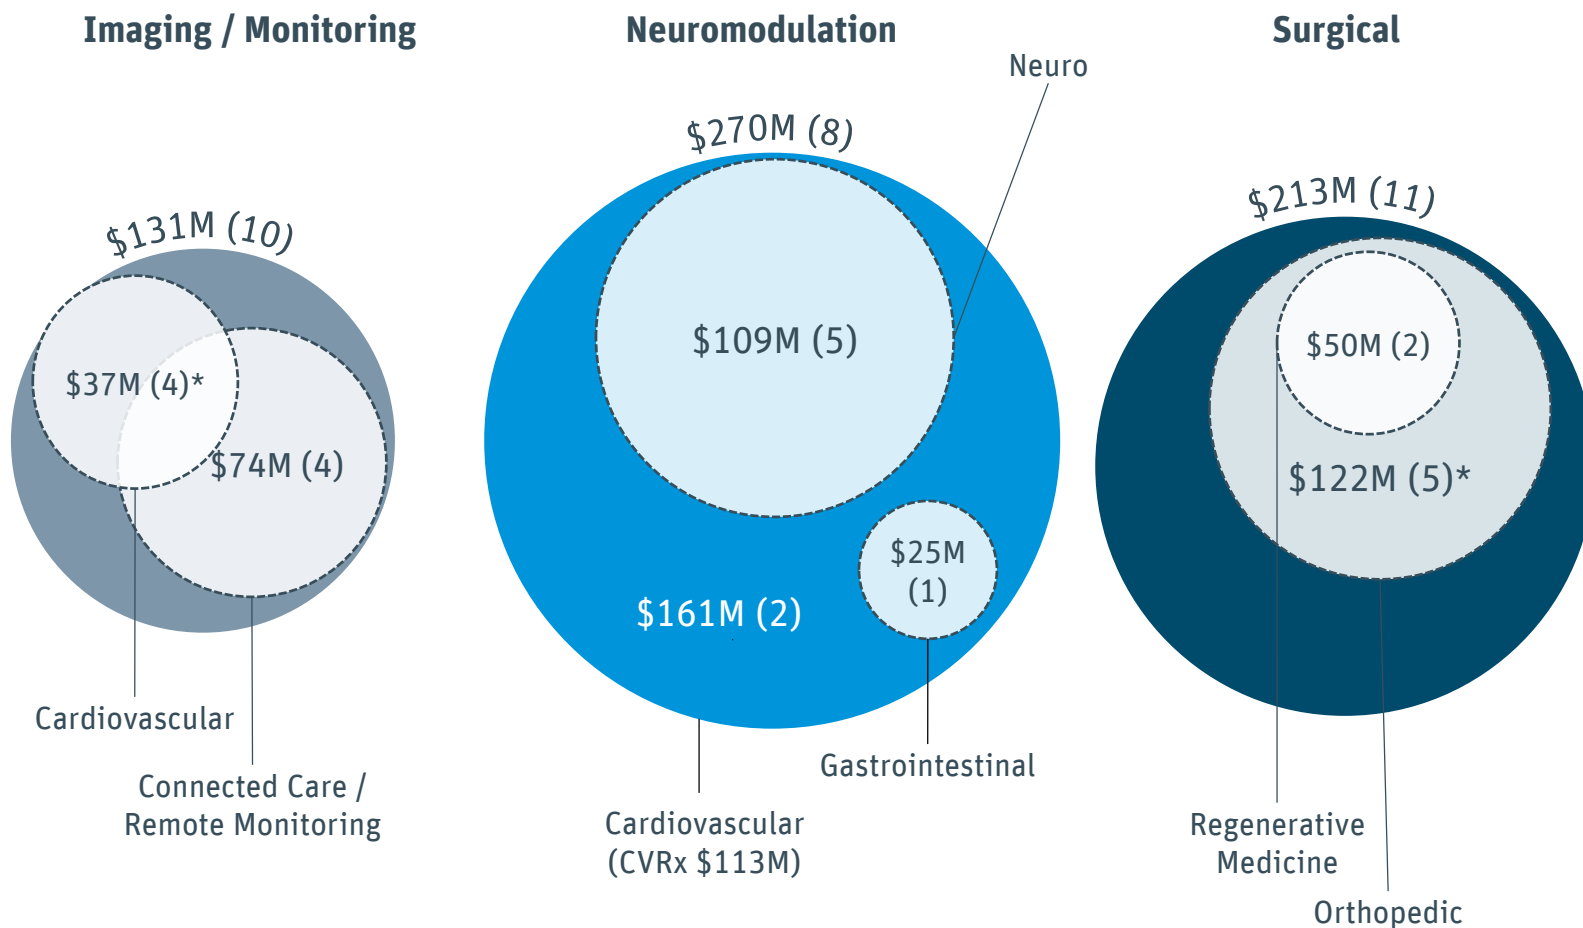 Imaging / Monitoring
$131M (10)
$37M (4)*
$74M (4)
Cardiovascular
Connected Care /
Remote Monitoring
Neuromodulation
Neuro
$270M (8)
$109M (5)
$25M
(1)
$161M (2)
Gastrointestinal
Cardiovascular
(CVRx $113M)
Surgical
$213M (11)
$50M (2)
$122M (5)*
Regenerative
Medicine
Orthopedic